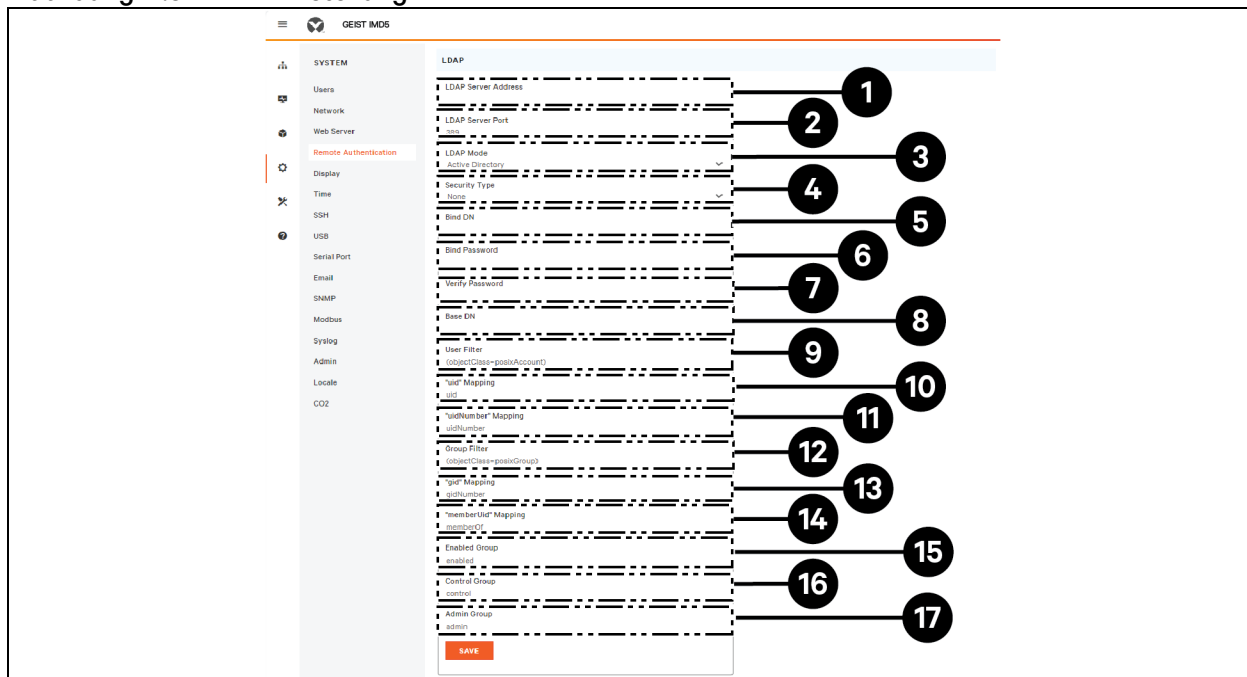 GEIST IMD5
SYSTEM
Users
Network
Web Server
Remote Authentication
Display
Time
SSH
USB
Serial Port
Email
SNMP
Modbus
Syslog
Admin
Locale
CO2
LDAP
LDAP Server Address
1
LDAP Server Port
389
2
LDAP Mode
Active Directory
3
Security Type
None
4
Bind DN
5
Bind Password
6
Verify Password
7
Base DN
8
User Filter
(objectClass=posixAccount)
9
"uid" Mapping
uid
10
"uidNumber" Mapping
uidNumber
11
Group Filter
(objectClass=posixGroup)
12
"gid" Mapping
gidNumber
13
"memberUid" Mapping
memberOf
14
Enabled Group
enabled
15
Control Group
control
16
Admin Group
admin
17
SAVE